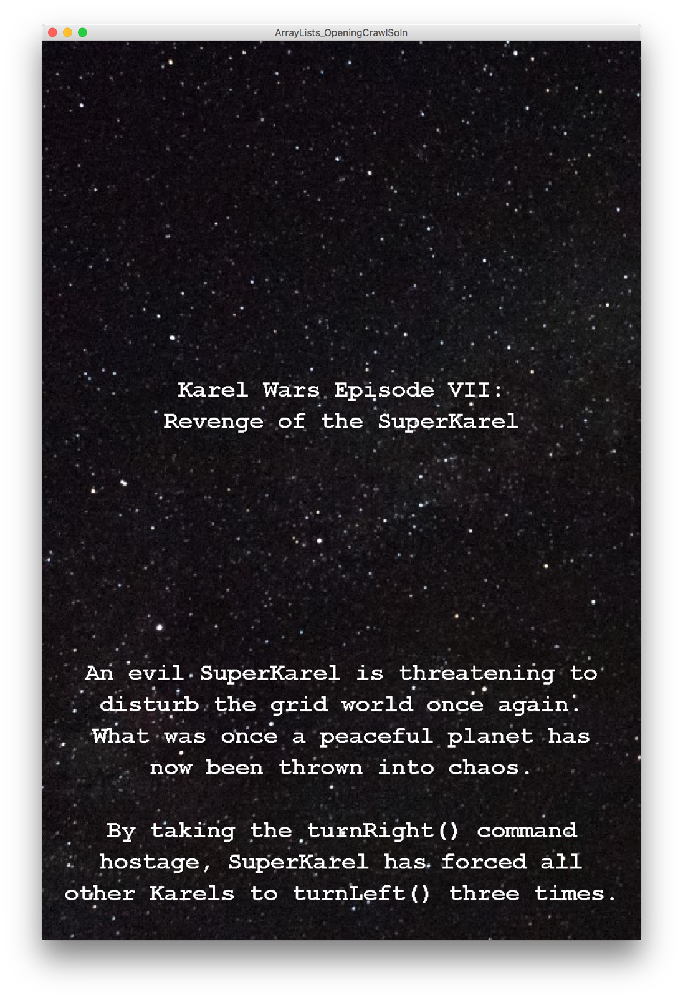 ArrayLists_OpeningCrawlSoln
Karel Wars Episode VII:
Revenge of the SuperKarel
An evil SuperKarel is threatening to
disturb the grid world once again.
What was once a peaceful planet has
now been thrown into chaos.
By taking the turnRight() command
hostage, SuperKarel has forced all
other Karels to turnLeft() three times.